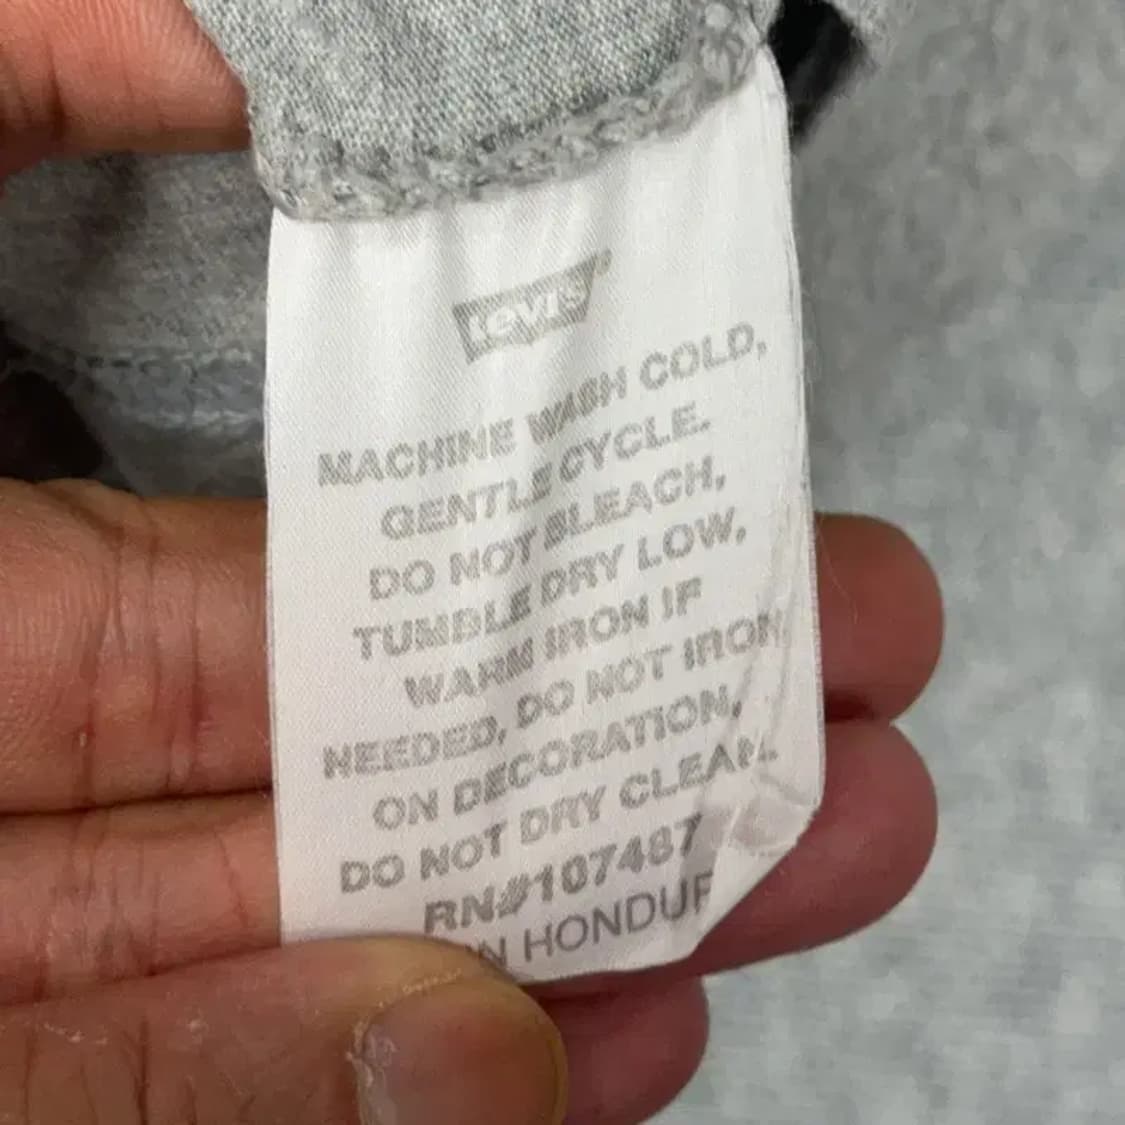 Levi's
MACHINE WASH COLD,
GENTLE CYCLE.
DO NOT BLEACH,
TUMBLE DRY LOW,
WARM IRON IF
NEEDED, DO NOT IRON
ON DECORATION,
DO NOT DRY CLEAN.
RN#107487
N HONDUR